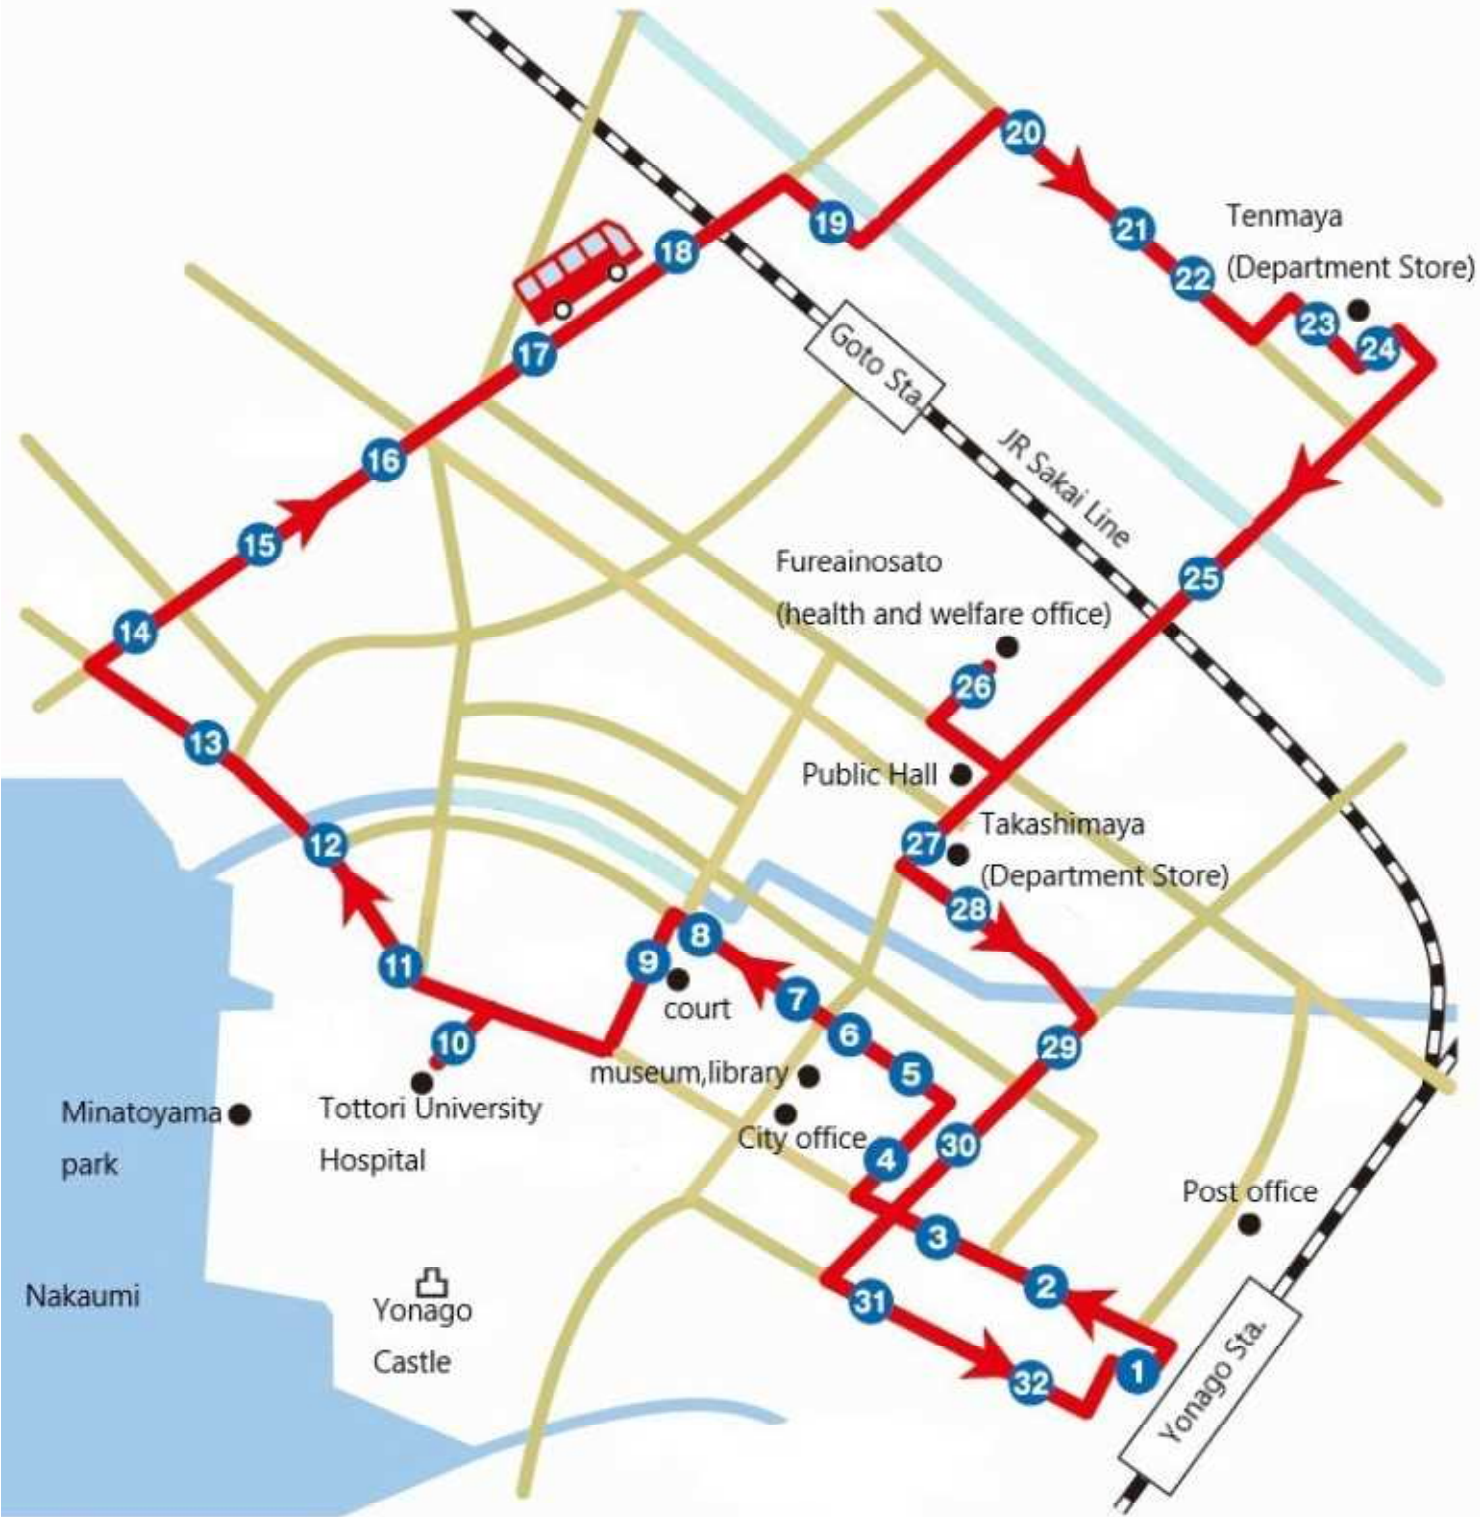 20
19
21
Tenmaya
(Department Store)
22
18
23
24
17
Goto Sta.
JR Sakai Line
16
15
Fureainosato
(health and welfare office)
25
14
26
13
Public Hall
Takashimaya
(Department Store)
27
12
28
8
9
11
court
7
6
29
10
museum,library
5
Minatoyama
park
Tottori University
Hospital
City office
4
30
Post office
3
Nakaumi
Yonago
Castle
2
31
1
32
Yonago Sta.